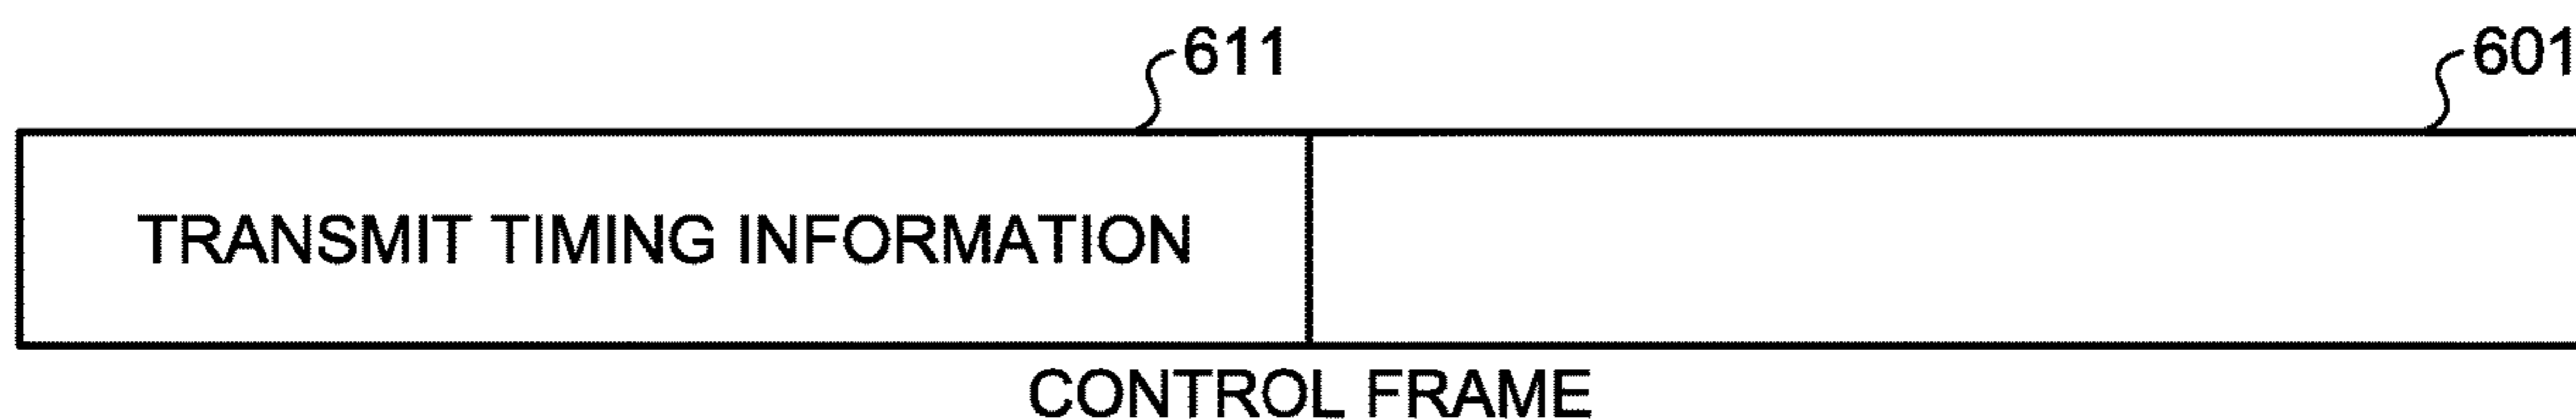 611
601
TRANSMIT TIMING INFORMATION
CONTROL FRAME